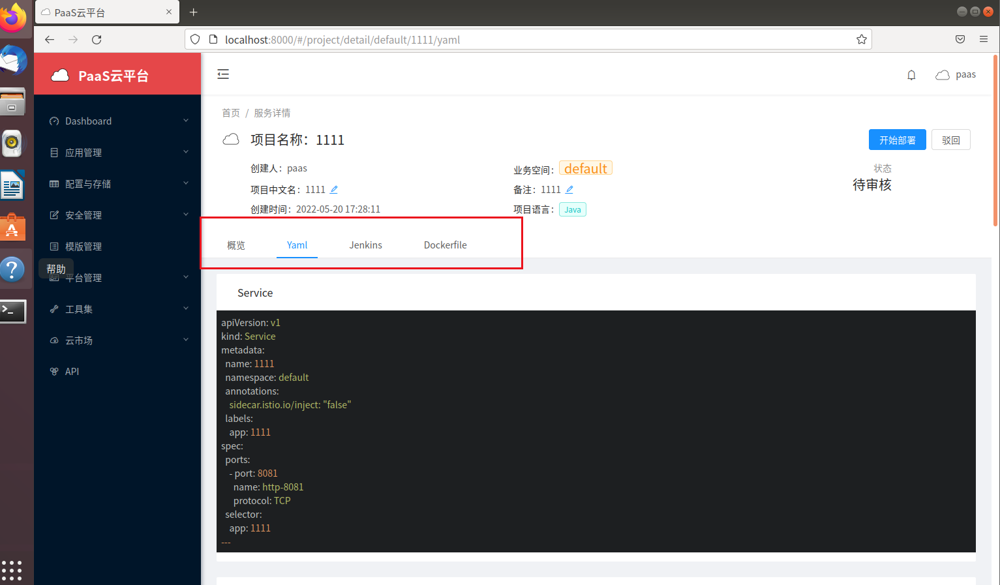 PaaS云平台
localhost:8000/#/project/detail/default/1111/yaml
PaaS云平台
paas
Dashboard
应用管理
配置与存储
安全管理
模版管理
帮助
平台管理
工具集
云市场
API
首页 / 服务详情
项目名称：1111
开始部署 驳回
创建人：paas
业务空间：default
状态
待审核
项目中文名：1111
备注：1111
创建时间：2022-05-20 17:28:11
项目语言：Java
概览 Yaml Jenkins Dockerfile
Service
apiVersion: v1
kind: Service
metadata:
  name: 1111
  namespace: default
  annotations:
    sidecar.istio.io/inject: "false"
  labels:
    app: 1111
spec:
  ports:
    - port: 8081
      name: http-8081
      protocol: TCP
  selector:
    app: 1111
---